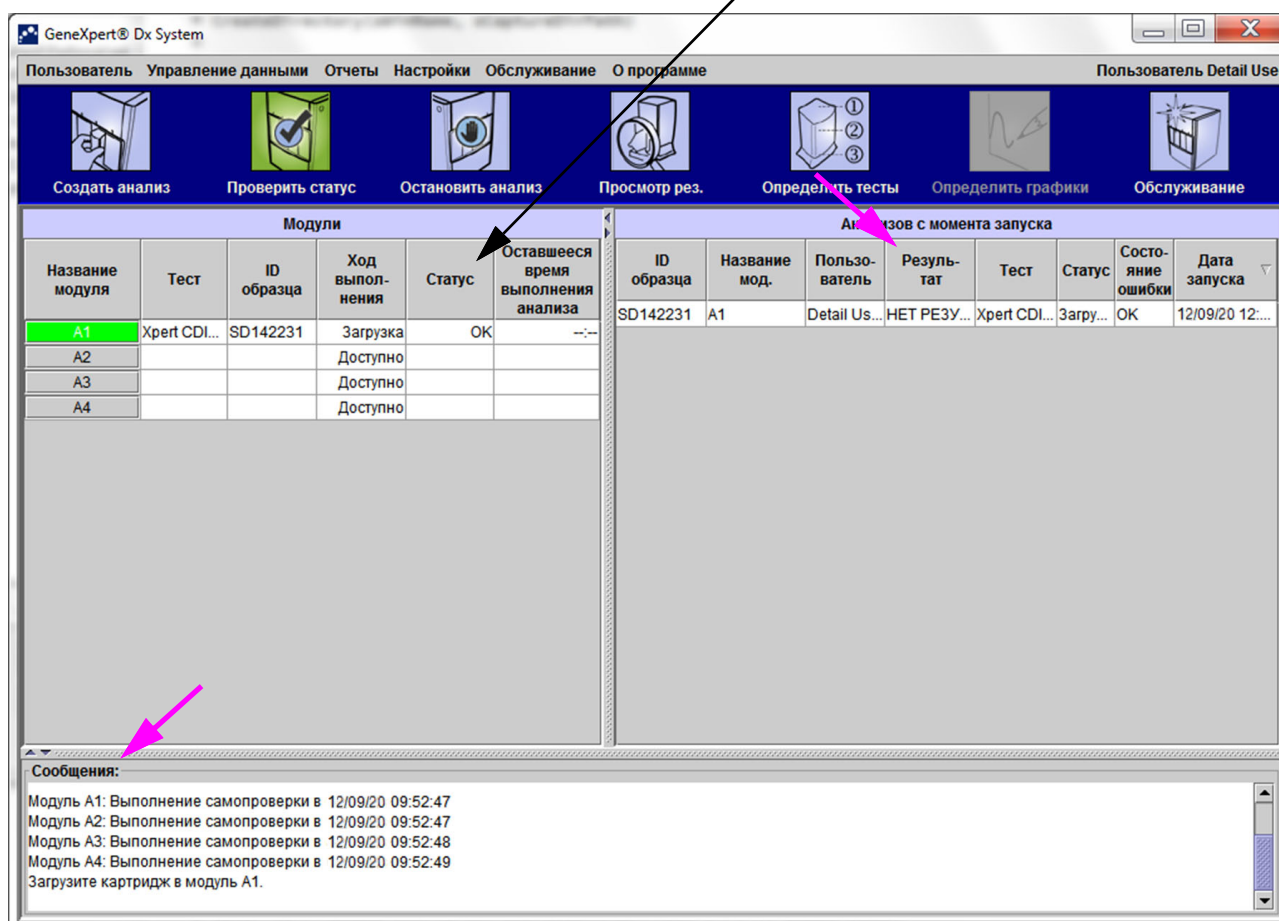 GeneXpert® Dx System
Пользователь Управление данными Отчеты Настройки Обслуживание О программе Пользователь Detail Use
①
②
③
Создать анализ Проверить статус Остановить анализ Просмотр рез. Определить тесты Определить графики Обслуживание
Модули
Название модуля Тест ID образца Ход выпол-нения Статус Оставшееся время выполнения анализа
A1 Xpert CDI... SD142231 Загрузка OK --:--
A2 Доступно
A3 Доступно
A4 Доступно
Анализов с момента запуска
ID образца Название мод. Пользо-ватель Резуль-тат Тест Статус Состо-яние ошибки Дата запуска
SD142231 A1 Detail Us... НЕТ РЕЗУ... Xpert CDI... Загру... OK 12/09/20 12:...
Сообщения:
Модуль A1: Выполнение самопроверки в 12/09/20 09:52:47
Модуль A2: Выполнение самопроверки в 12/09/20 09:52:47
Модуль A3: Выполнение самопроверки в 12/09/20 09:52:48
Модуль A4: Выполнение самопроверки в 12/09/20 09:52:49
Загрузите картридж в модуль A1.